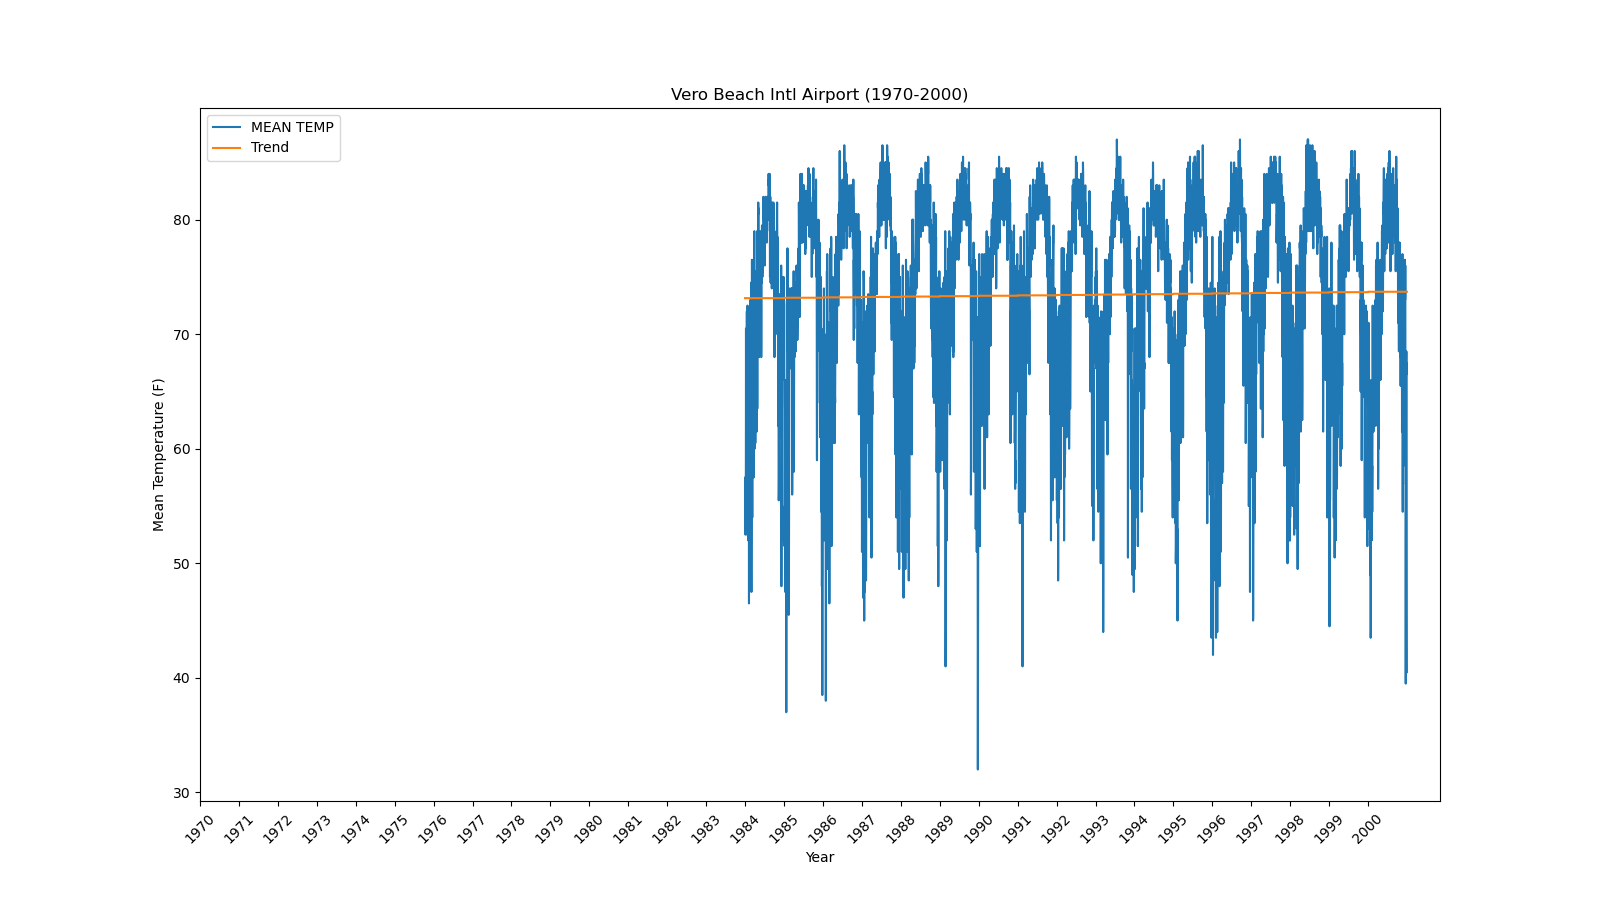 Vero Beach Intl Airport (1970-2000)
MEAN TEMP
Trend
Mean Temperature (F)
80
70
60
50
40
30
1970 1971 1972 1973 1974 1975 1976 1977 1978 1979 1980 1981 1982 1983 1984 1985 1986 1987 1988 1989 1990 1991 1992 1993 1994 1995 1996 1997 1998 1999 2000
Year